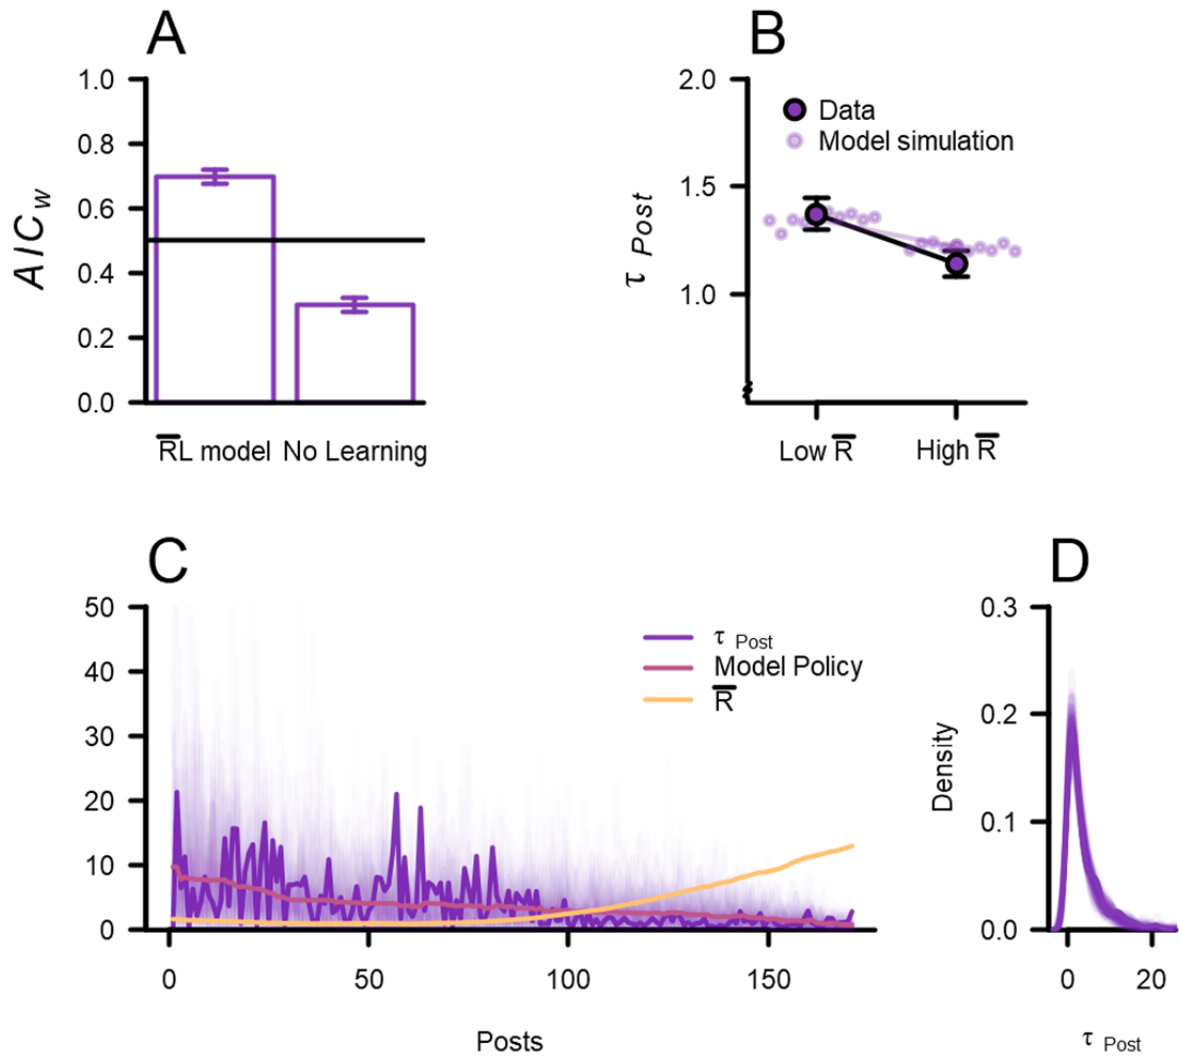 A
1.0
0.8
0.6
0.4
0.2
0.0
AICw
R̅L model No Learning
B
2.0
1.5
1.0
τ Post
Data
Model simulation
Low R̅ High R̅
C
50
40
30
20
10
0
τ Post
Model Policy
R̅
0 50 100 150
Posts
D
0.3
0.2
0.1
0.0
Density
0 20
τ Post